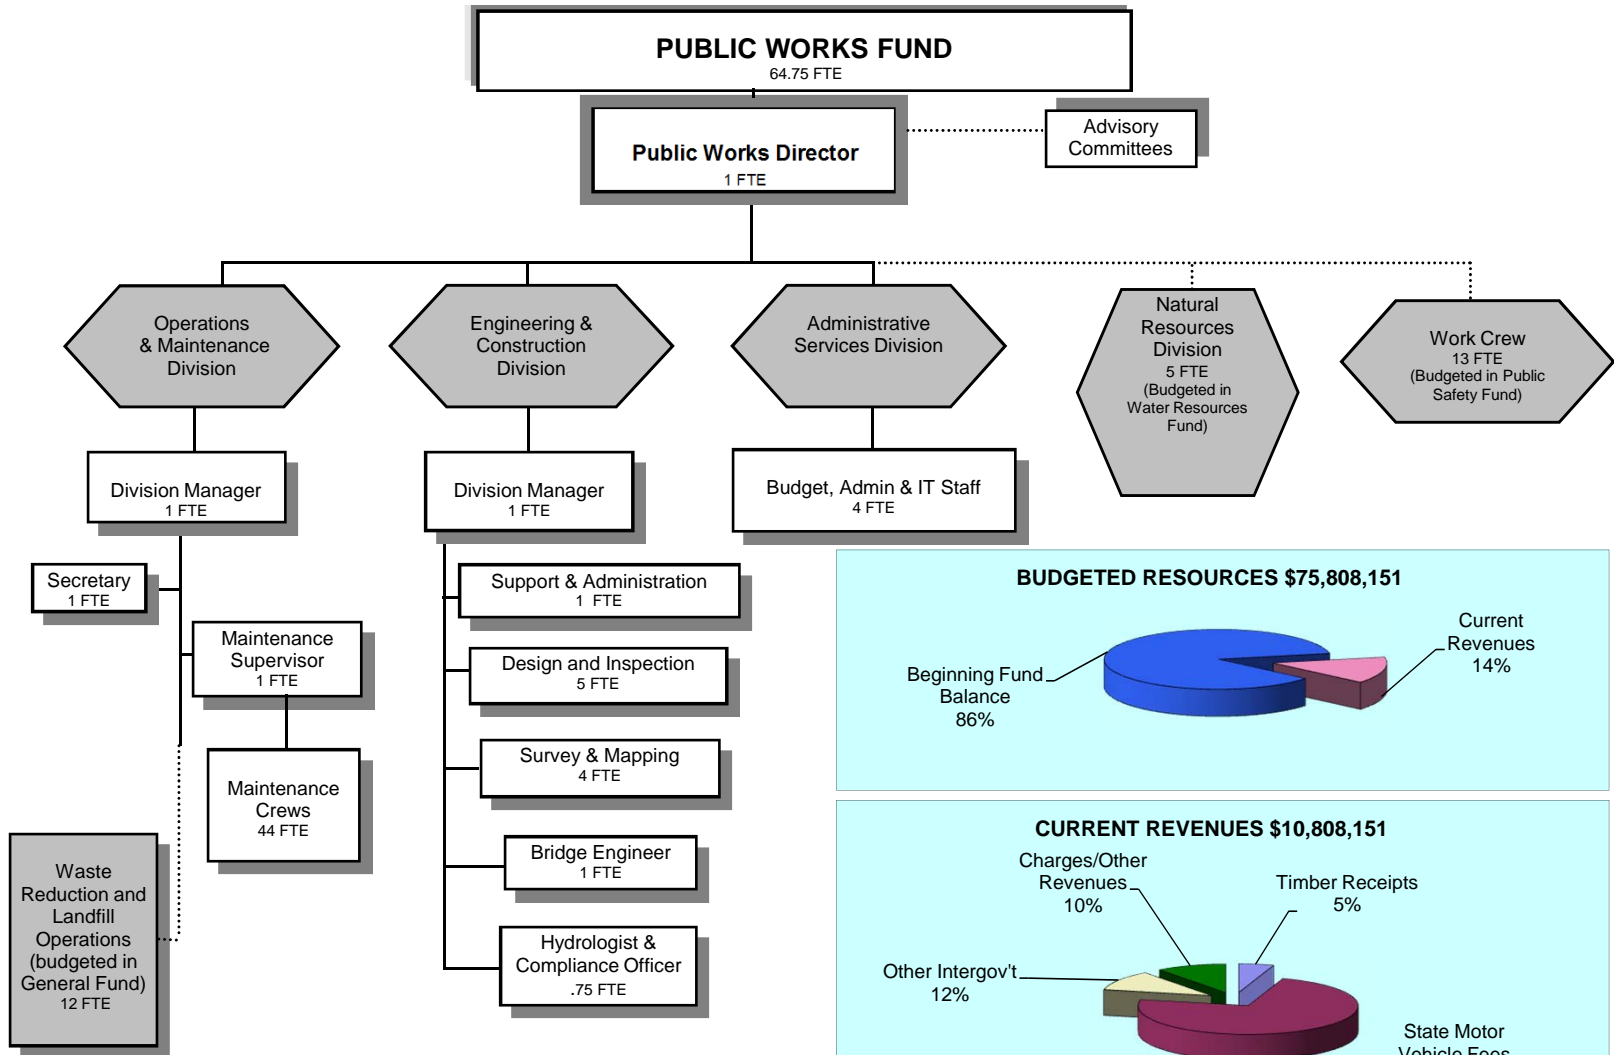 PUBLIC WORKS FUND
64.75 FTE
Public Works Director
1 FTE
Advisory
Committees
Operations
& Maintenance
Division
Engineering &
Construction
Division
Administrative
Services Division
Natural
Resources
Division
5 FTE
(Budgeted in
Water Resources
Fund)
Work Crew
13 FTE
(Budgeted in Public
Safety Fund)
Division Manager
1 FTE
Division Manager
1 FTE
Budget, Admin & IT Staff
4 FTE
Secretary
1 FTE
Maintenance
Supervisor
1 FTE
Maintenance
Crews
44 FTE
Waste
Reduction and
Landfill
Operations
(budgeted in
General Fund)
12 FTE
Support & Administration
1 FTE
Design and Inspection
5 FTE
Survey & Mapping
4 FTE
Bridge Engineer
1 FTE
Hydrologist &
Compliance Officer
.75 FTE
BUDGETED RESOURCES $75,808,151
Beginning Fund
Balance
86%
Current
Revenues
14%
CURRENT REVENUES $10,808,151
Charges/Other
Revenues
10%
Timber Receipts
5%
Other Intergov't
12%
State Motor
Vehicle Fees